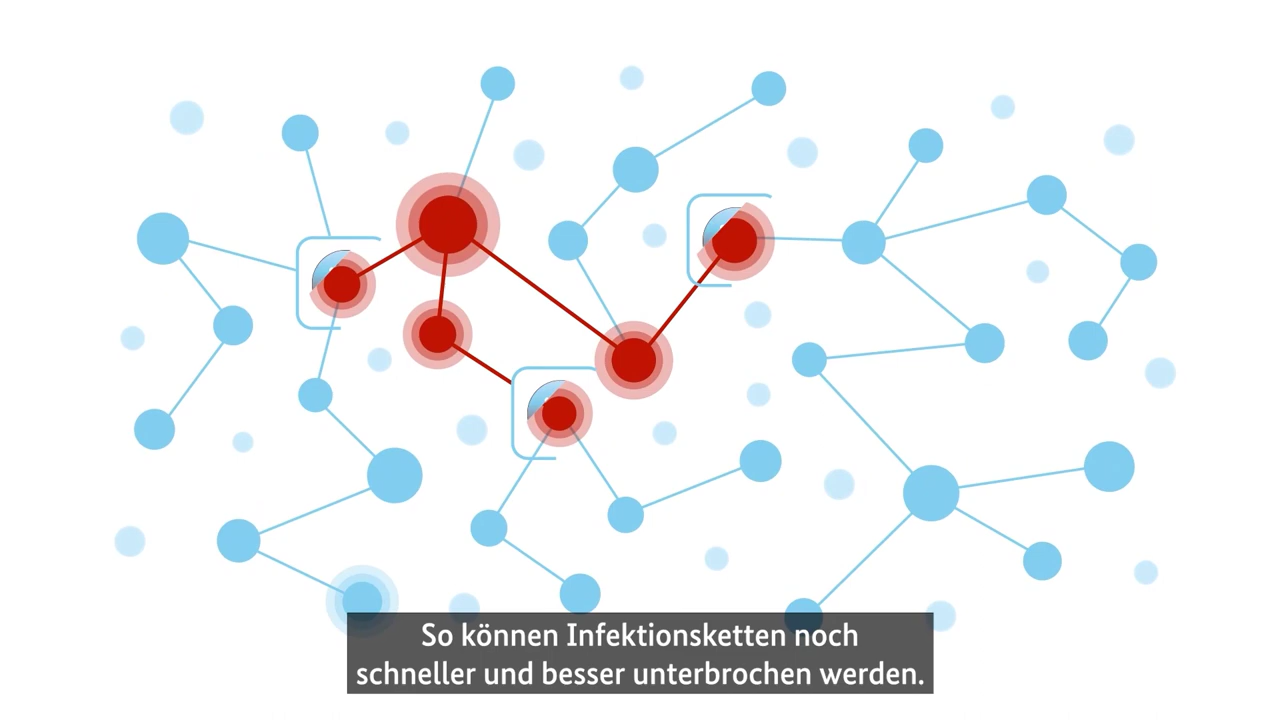 So können Infektionsketten noch
schneller und besser unterbrochen werden.